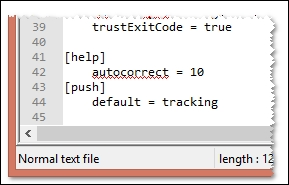 39 trustExitCode = true
40
41 [help]
42 autocorrect = 10
43 [push]
44 default = tracking
45
Normal text file length : 12